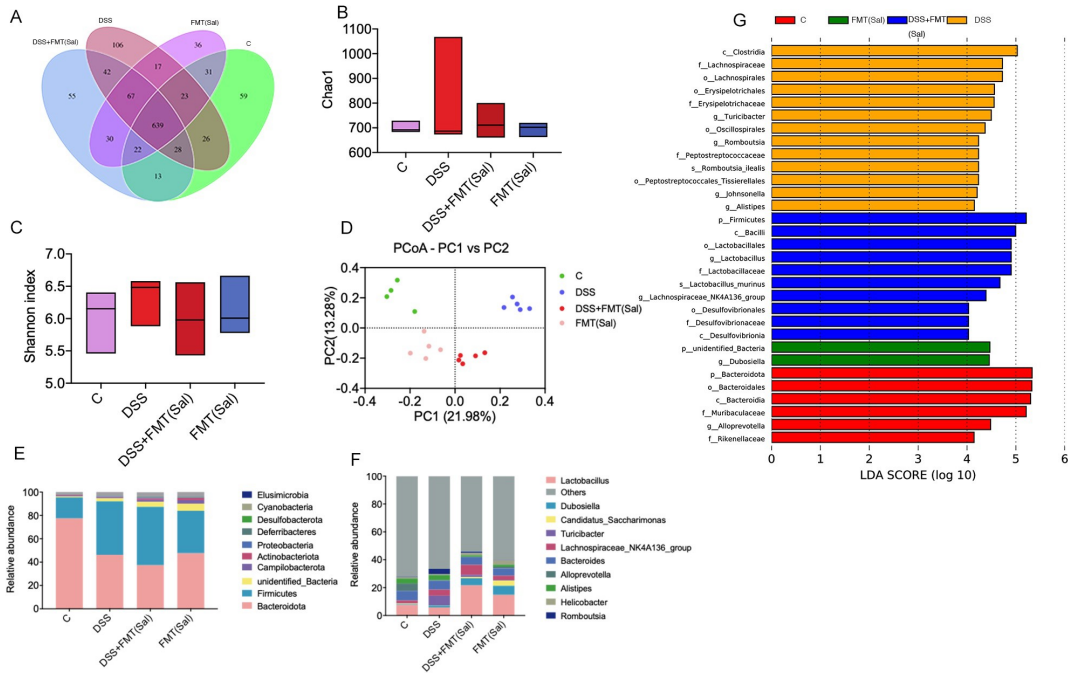 A
DSS
FMT(Sal)
DSS+FMT(Sal)
C
106
36
42
17
31
55
67
23
59
639
30
26
22
28
13
B
1100
1000
900
800
700
600
Chao1
C
DSS
DSS+FMT(Sal)
FMT(Sal)
C
7.0
6.5
6.0
5.5
5.0
Shannon index
C
DSS
DSS+FMT(Sal)
FMT(Sal)
D
PCoA - PC1 vs PC2
0.4
0.2
0.0
-0.2
-0.4
PC2(13.28%)
-0.4 -0.2 0.0 0.2 0.4
PC1 (21.98%)
C
DSS
DSS+FMT(Sal)
FMT(Sal)
E
100
80
60
40
20
0
Relative abundance
C
DSS
DSS+FMT(Sal)
FMT(Sal)
Elusimicrobia
Cyanobacteria
Desulfobacterota
Deferribacteres
Proteobacteria
Actinobacteriota
Campilobacterota
unidentified_Bacteria
Firmicutes
Bacteroidota
F
100
80
60
40
20
0
Relative abundance
C
DSS
DSS+FMT(Sal)
FMT(Sal)
Lactobacillus
Others
Dubosiella
Candidatus_Saccharimonas
Turicibacter
Lachnospiraceae_NK4A136_group
Bacteroides
Alloprevotella
Alistipes
Helicobacter
Romboutsia
G
C
FMT(Sal)
DSS+FMT
(Sal)
DSS
c__Clostridia
f__Lachnospiraceae
o__Lachnospirales
o__Erysipelotrichales
f__Erysipelotrichaceae
g__Turicibacter
o__Oscillospirales
g__Romboutsia
f__Peptostreptococcaceae
s__Romboutsia_ilealis
o__Peptostreptococcales_Tissierellales
g__Johnsonella
g__Alistipes
p__Firmicutes
c__Bacilli
o__Lactobacillales
g__Lactobacillus
f__Lactobacillaceae
s__Lactobacillus_murinus
g__Lachnospiraceae_NK4A136_group
o__Desulfovibrionales
f__Desulfovibrionaceae
c__Desulfovibrionia
p__unidentified_Bacteria
g__Dubosiella
p__Bacteroidota
o__Bacteroidales
c__Bacteroidia
f__Muribaculaceae
g__Alloprevotella
f__Rikenellaceae
0 1 2 3 4 5 6
LDA SCORE (log 10)